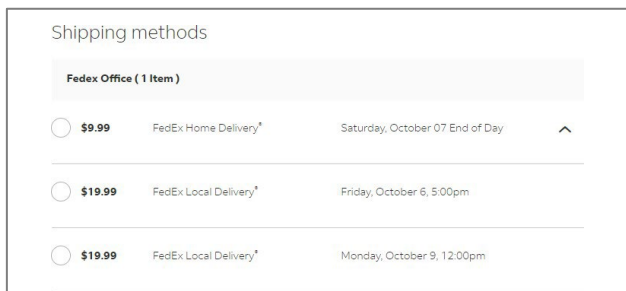 Shipping methods
Fedex Office ( 1 Item )
$9.99 FedEx Home Delivery® Saturday, October 07 End of Day
$19.99 FedEx Local Delivery® Friday, October 6, 5:00pm
$19.99 FedEx Local Delivery® Monday, October 9, 12:00pm